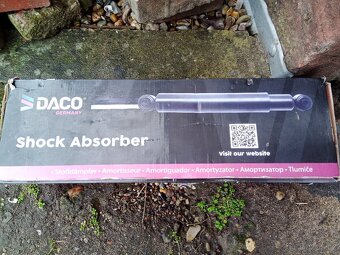 DACO
GERMANY
Shock Absorber
visit our website
Stoßdämpfer • Amortisseur • Amortiguador • Amortyzator • Амортизатор • Tlumiče